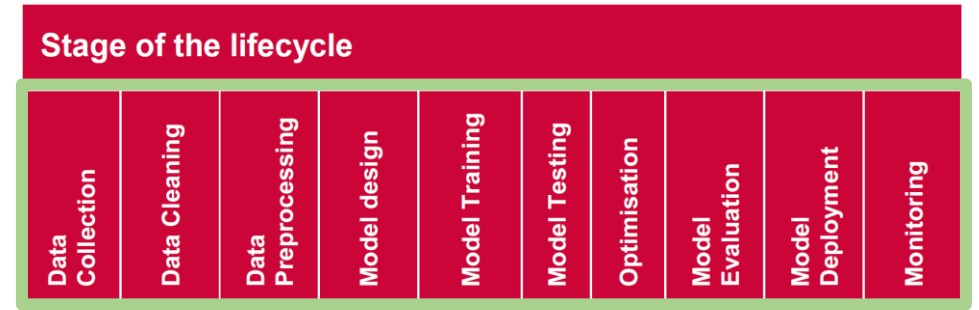 Stage of the lifecycle
Data
Collection
Data Cleaning
Data
Preprocessing
Model design
Model Training
Model Testing
Optimisation
Model
Evaluation
Model
Deployment
Monitoring